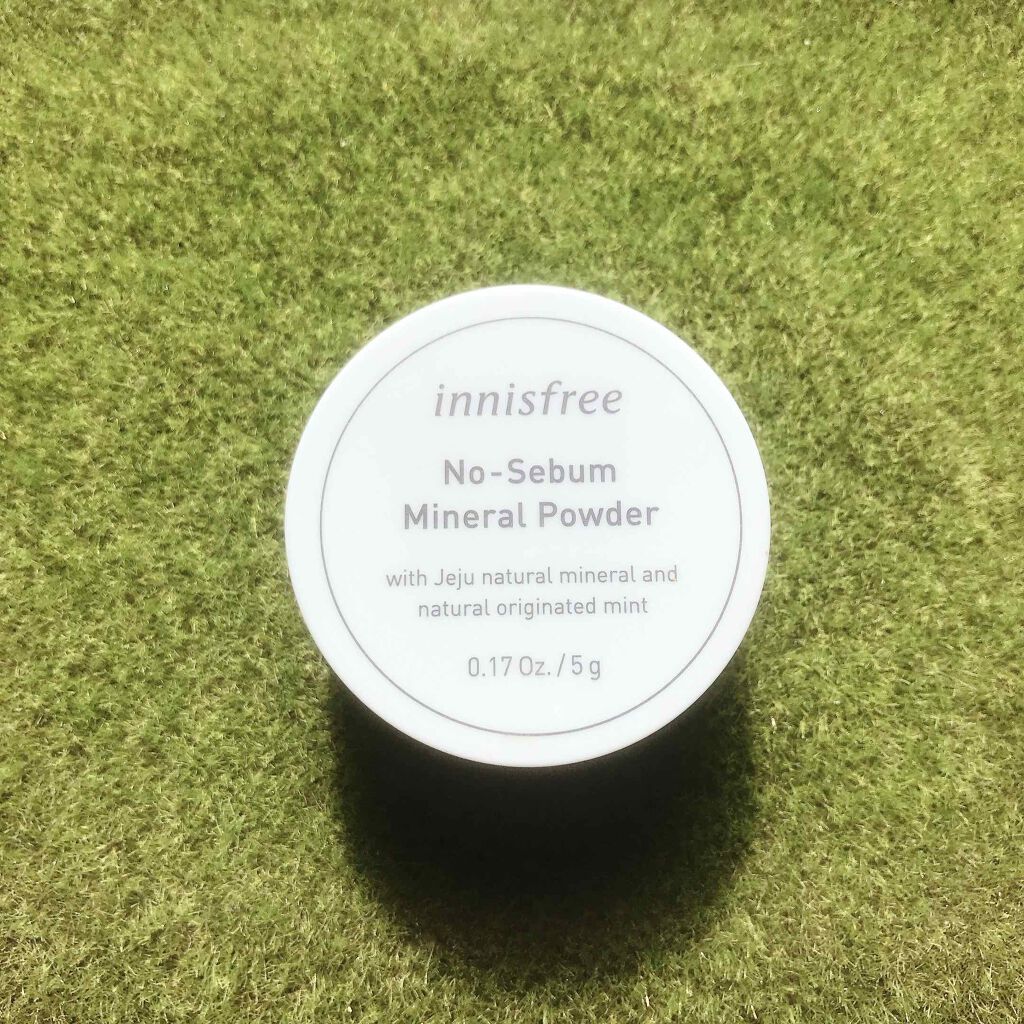 innisfree
No-Sebum
Mineral Powder
with Jeju natural mineral and
natural originated mint
0.17 Oz. / 5 g